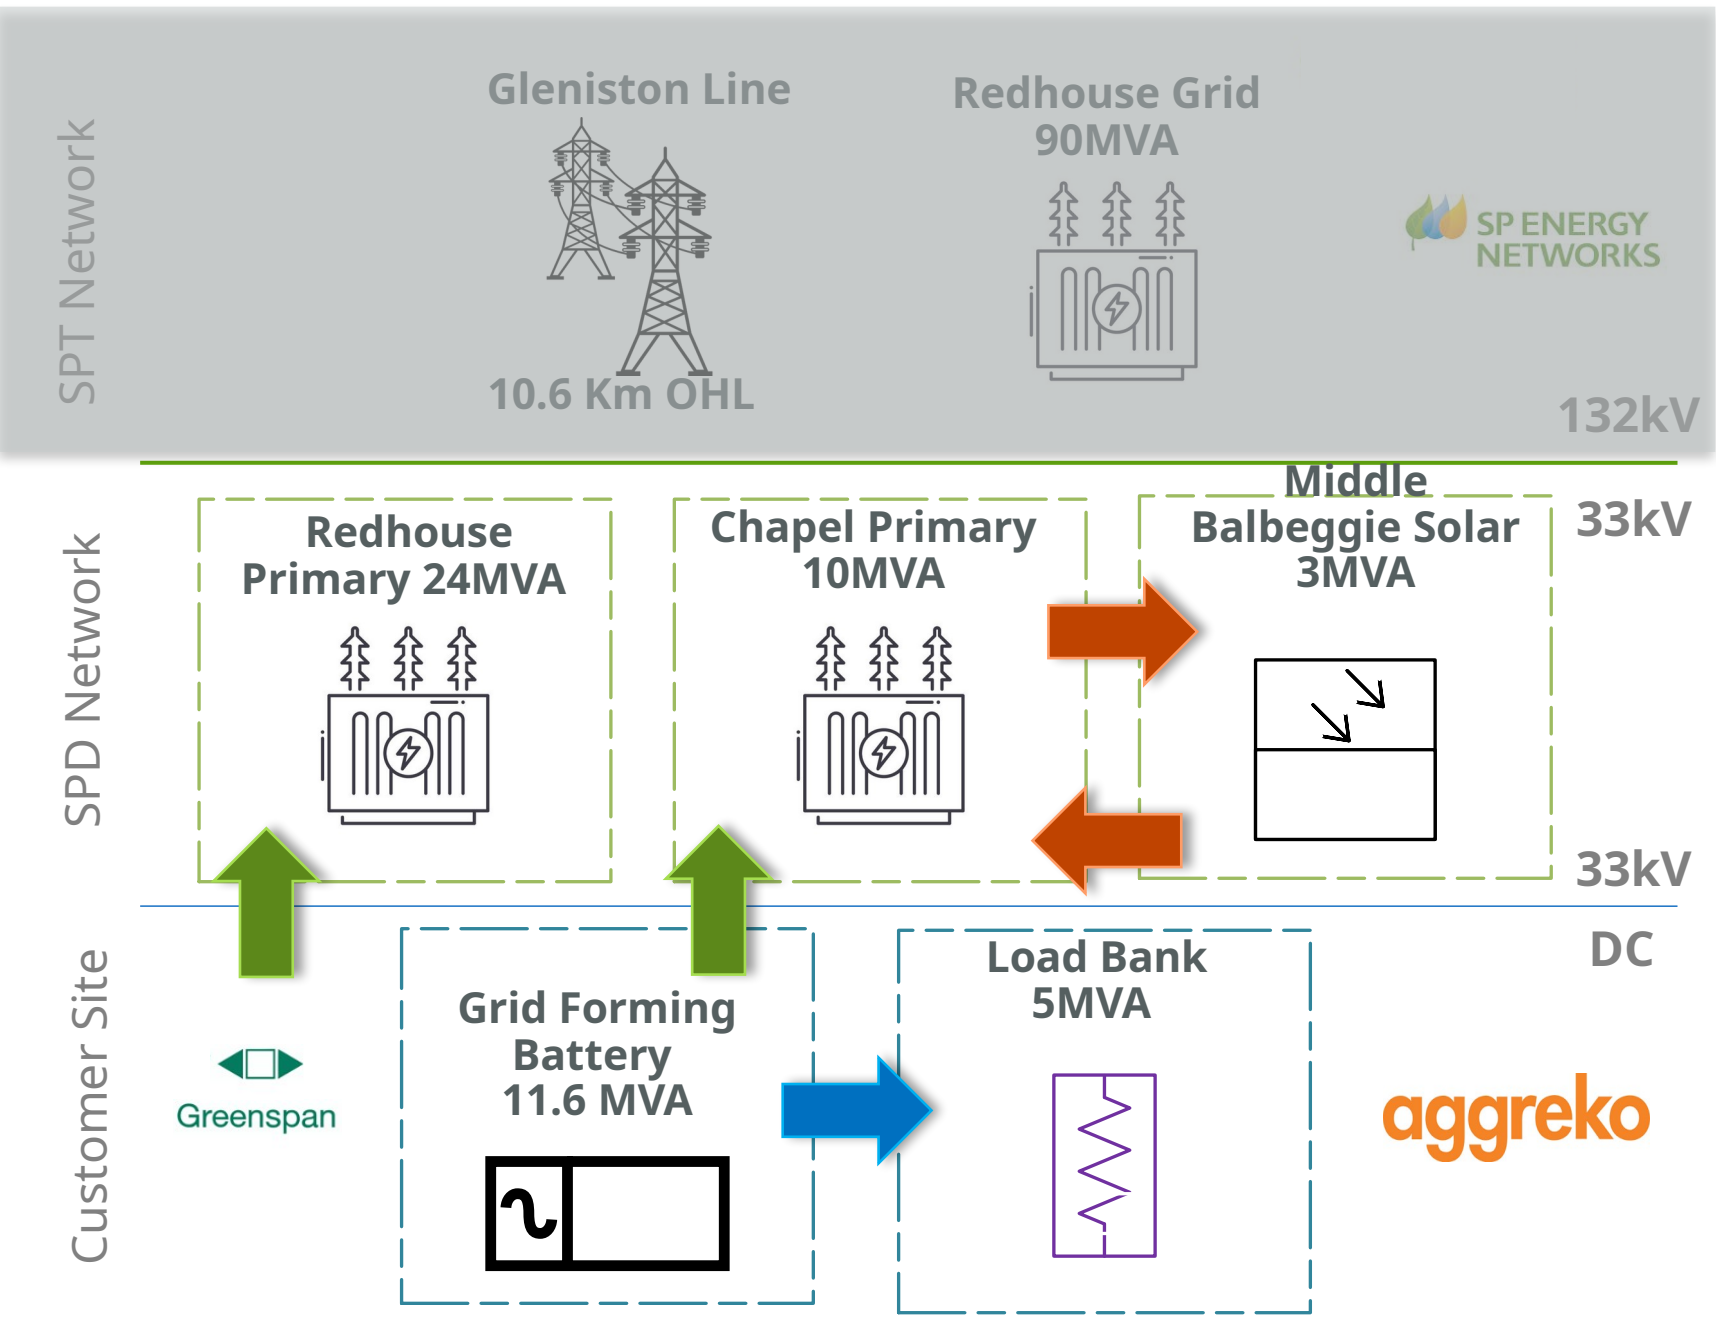 SPT Network
Gleniston Line
10.6 Km OHL
Redhouse Grid
90MVA
SP ENERGY
NETWORKS
132kV
SPD Network
Redhouse
Primary 24MVA
Chapel Primary
10MVA
Middle
Balbeggie Solar
3MVA
33kV
33kV
Customer Site
Greenspan
Grid Forming
Battery
11.6 MVA
Load Bank
5MVA
DC
aggreko